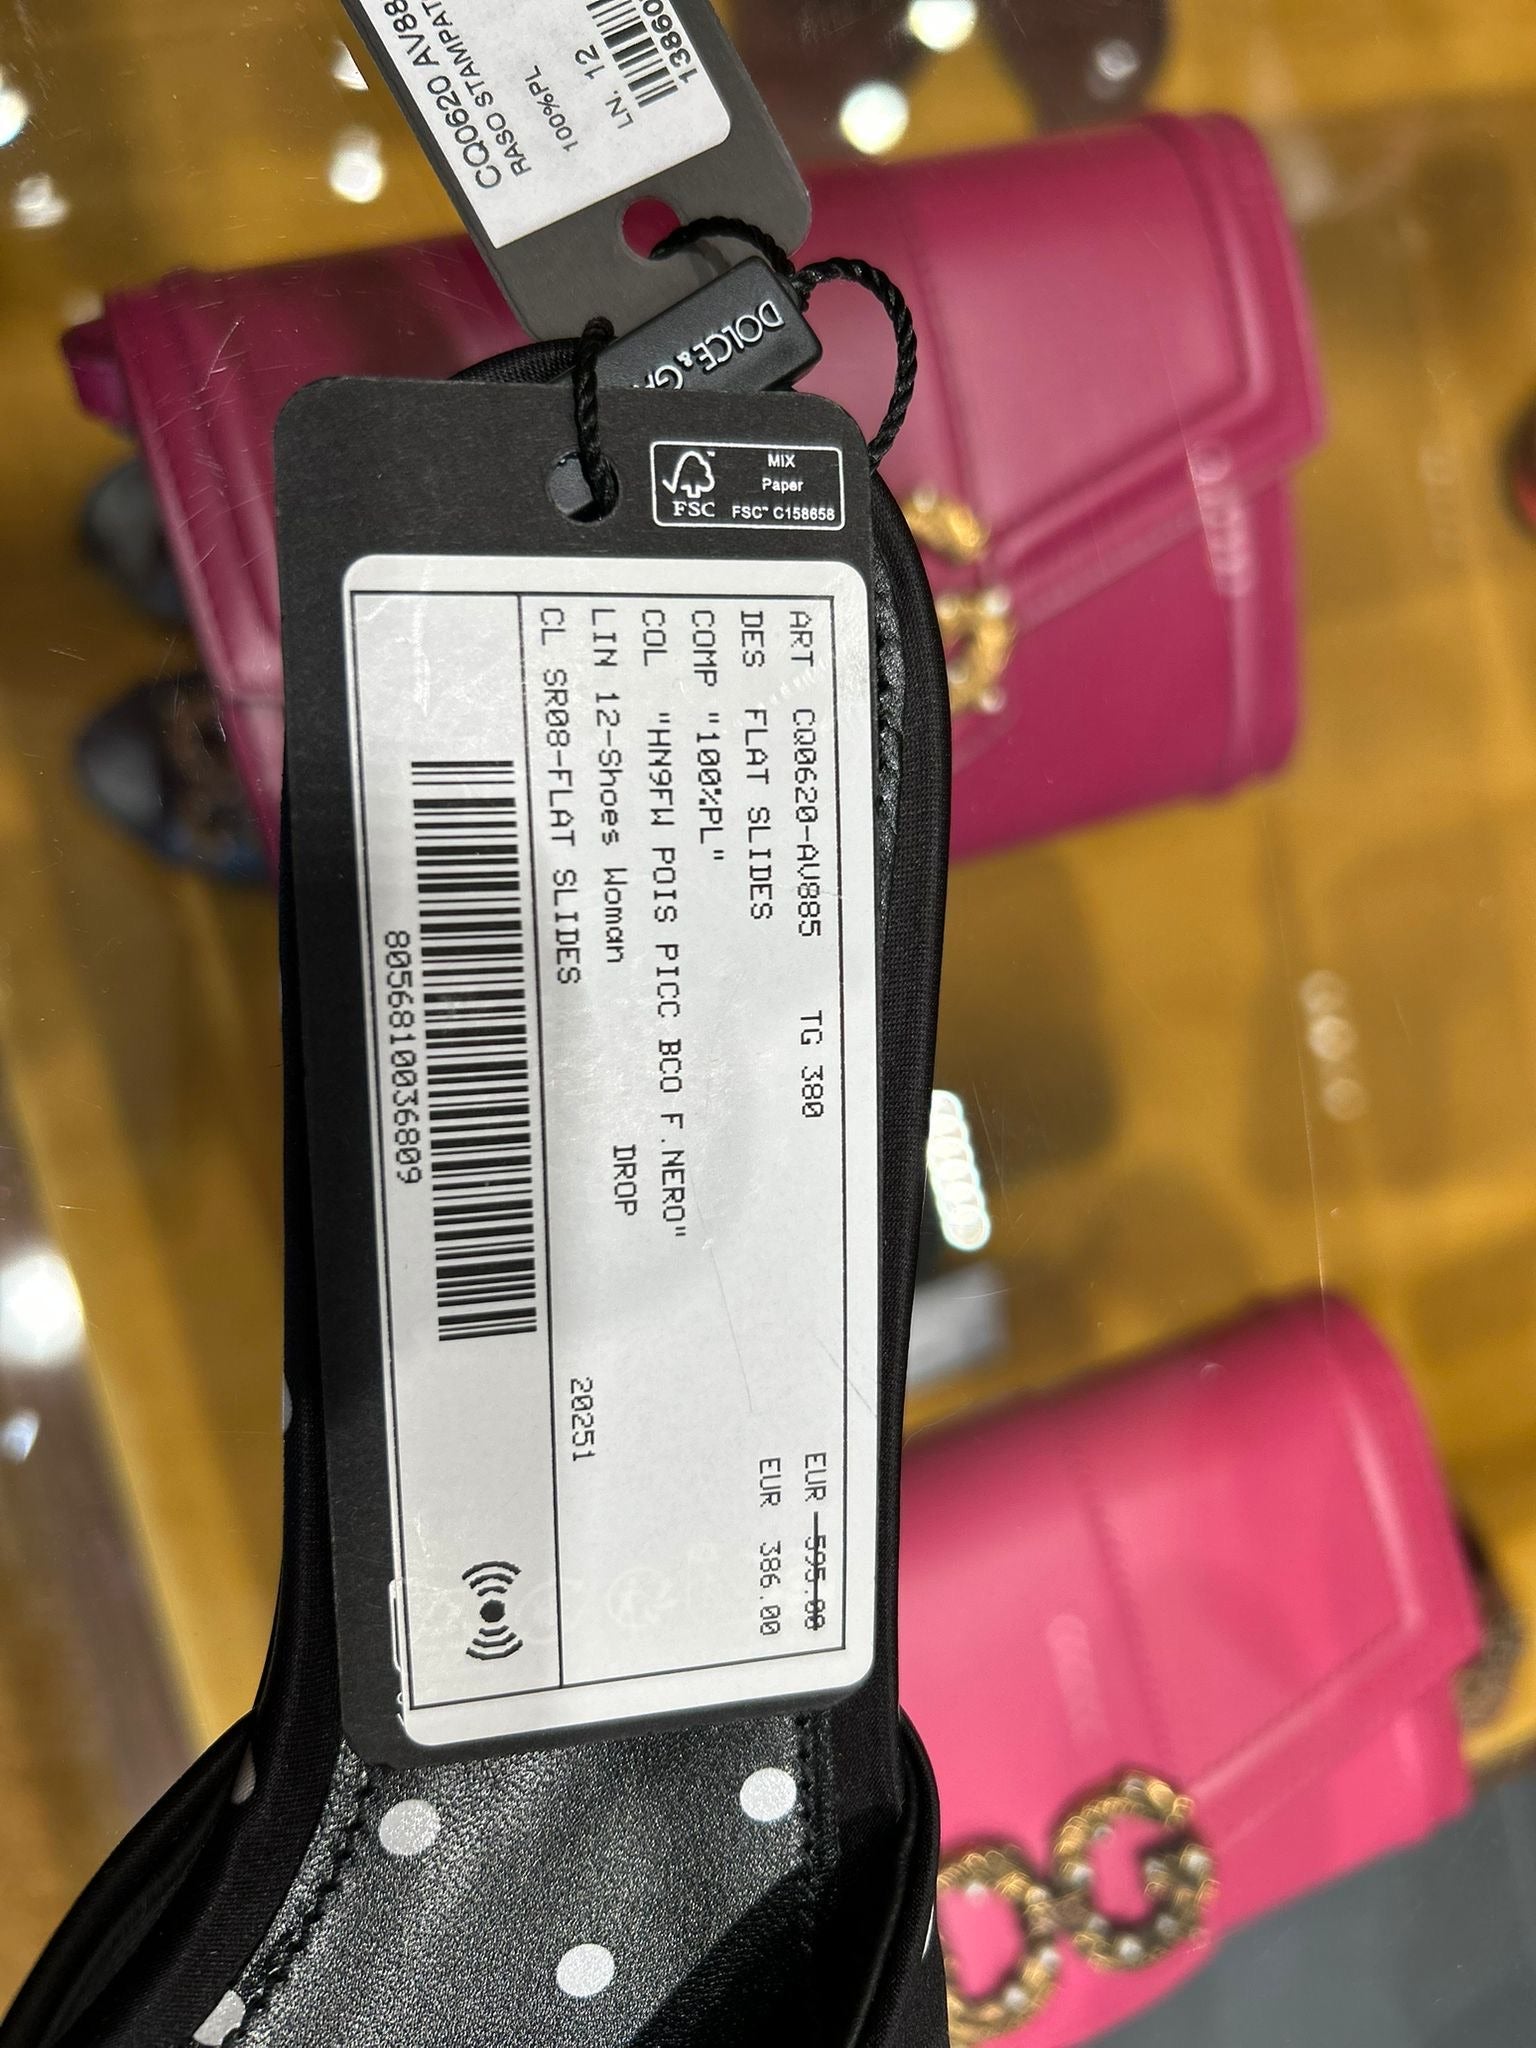 CQ0620 AV88
RASO STAMPAT
100%PL
LN. 12
13860
DOLCE & GA
FSC
MIX
Paper
FSC™ C158658
ART CQ0620-AV885 TG 380 EUR 595.00
DES FLAT SLIDES EUR 386.00
COMP "100%PL"
COL "HN9FW POIS PICC BCO F.NERO"
LIN 12-Shoes Woman DROP
CL SR08-FLAT SLIDES 20251
8056810036809